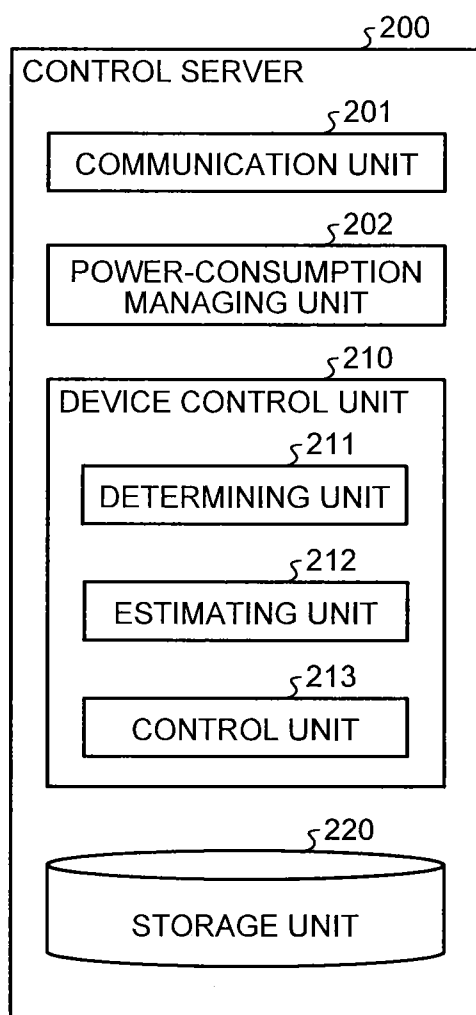 200
CONTROL SERVER
201
COMMUNICATION UNIT
202
POWER-CONSUMPTION
MANAGING UNIT
210
DEVICE CONTROL UNIT
211
DETERMINING UNIT
212
ESTIMATING UNIT
213
CONTROL UNIT
220
STORAGE UNIT